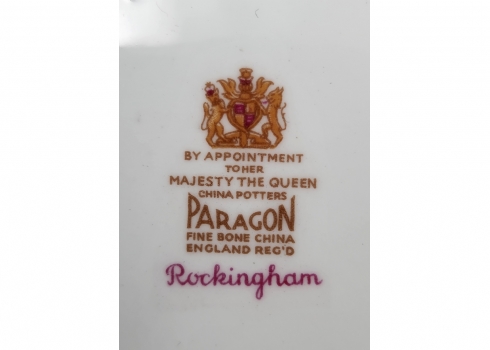 BY APPOINTMENT
TO HER
MAJESTY THE QUEEN
CHINA POTTERS
PARAGON
FINE BONE CHINA
ENGLAND REG'D
Rockingham